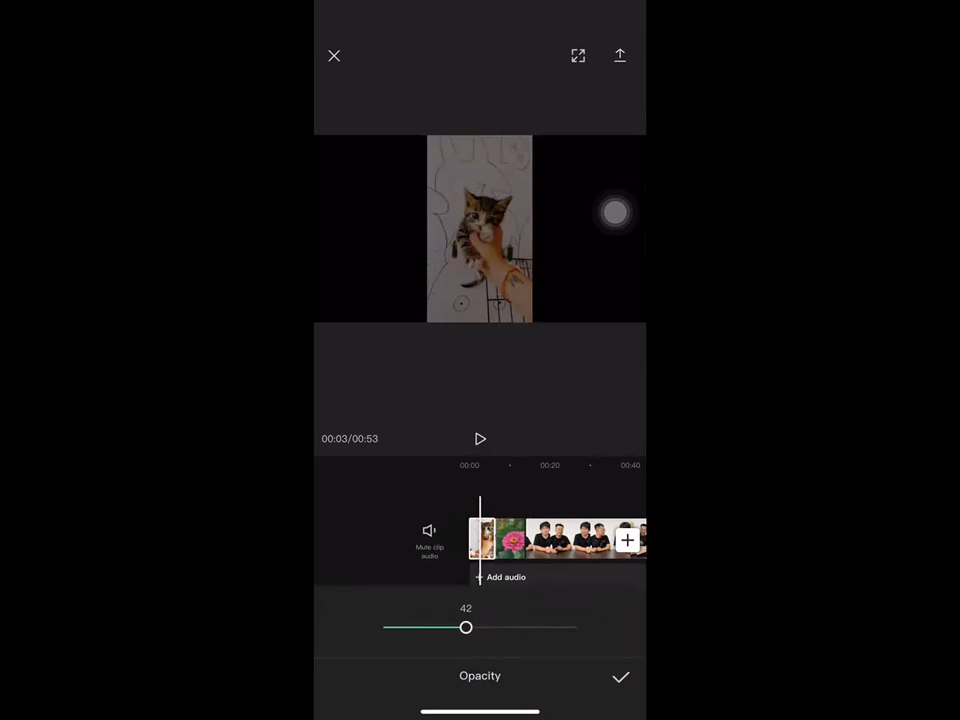 00:03/00:53
00:00 00:20 00:40
Mute clip
audio
+ Add audio
42
Opacity